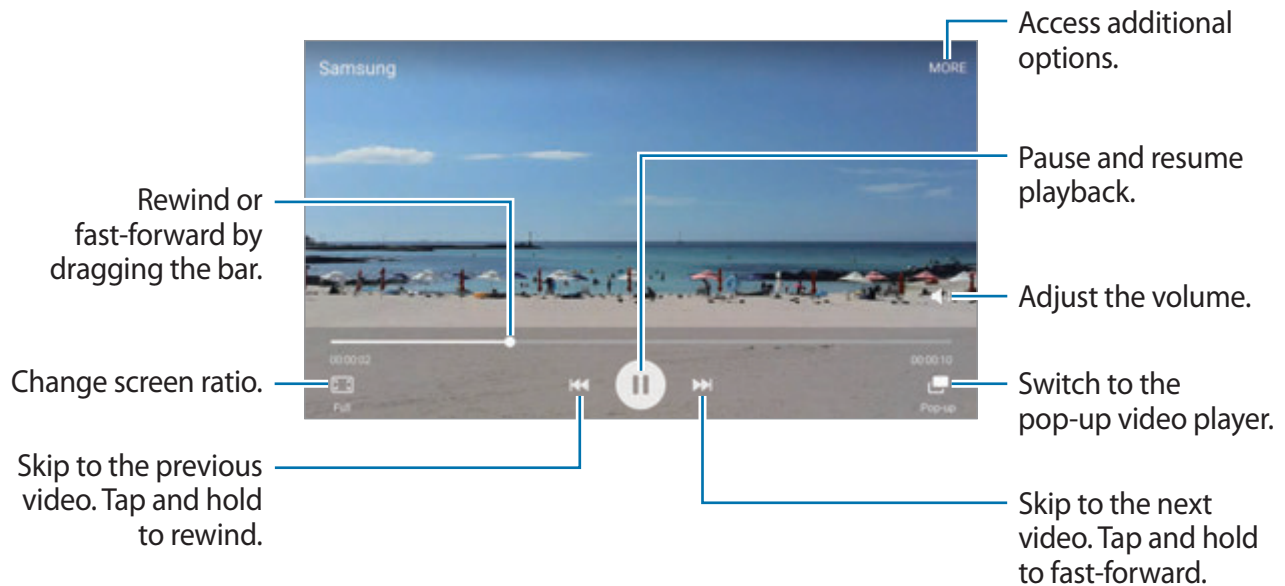 Access additional
options.
Samsung
MORE
Pause and resume
playback.
Rewind or
fast-forward by
dragging the bar.
Adjust the volume.
00:00:02
00:00:10
Change screen ratio.
Full
Pop-up
Switch to the
pop-up video player.
Skip to the previous
video. Tap and hold
to rewind.
Skip to the next
video. Tap and hold
to fast-forward.